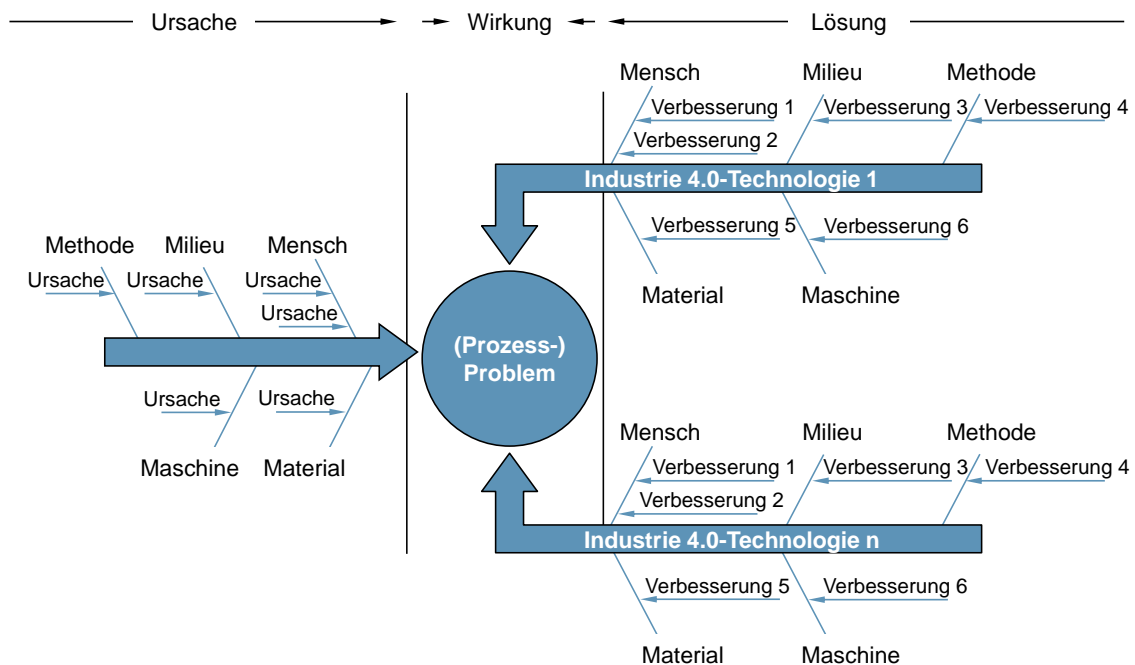 Ursache
Wirkung
Lösung
Methode
Milieu
Mensch
Ursache
Ursache
Ursache
Ursache
Ursache
Ursache
Maschine
Material
(Prozess-)
Problem
Mensch
Milieu
Methode
Verbesserung 1
Verbesserung 3
Verbesserung 4
Verbesserung 2
Industrie 4.0-Technologie 1
Verbesserung 5
Verbesserung 6
Material
Maschine
Mensch
Milieu
Methode
Verbesserung 1
Verbesserung 3
Verbesserung 4
Verbesserung 2
Industrie 4.0-Technologie n
Verbesserung 5
Verbesserung 6
Material
Maschine